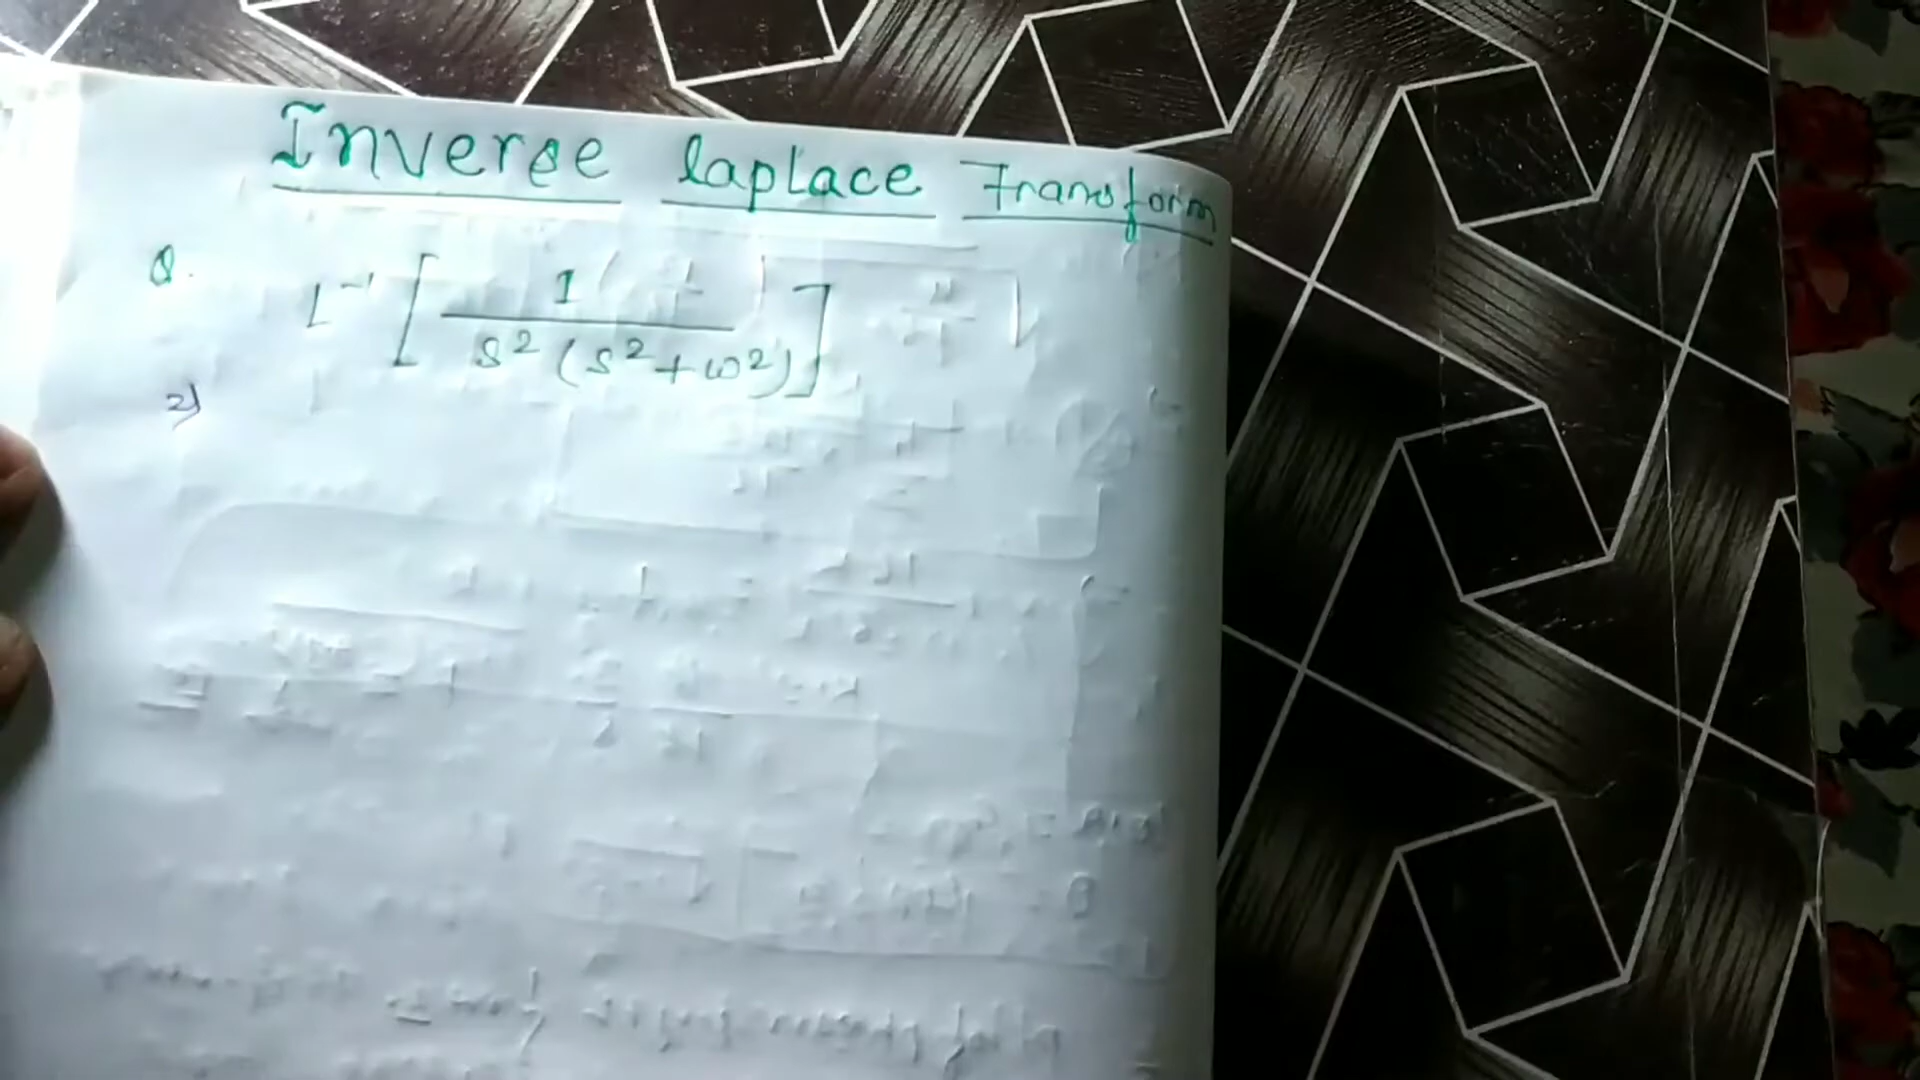 Inverse laplace Transform
Q. L⁻¹ [ 1 / s² (s² + ω²) ]
2)